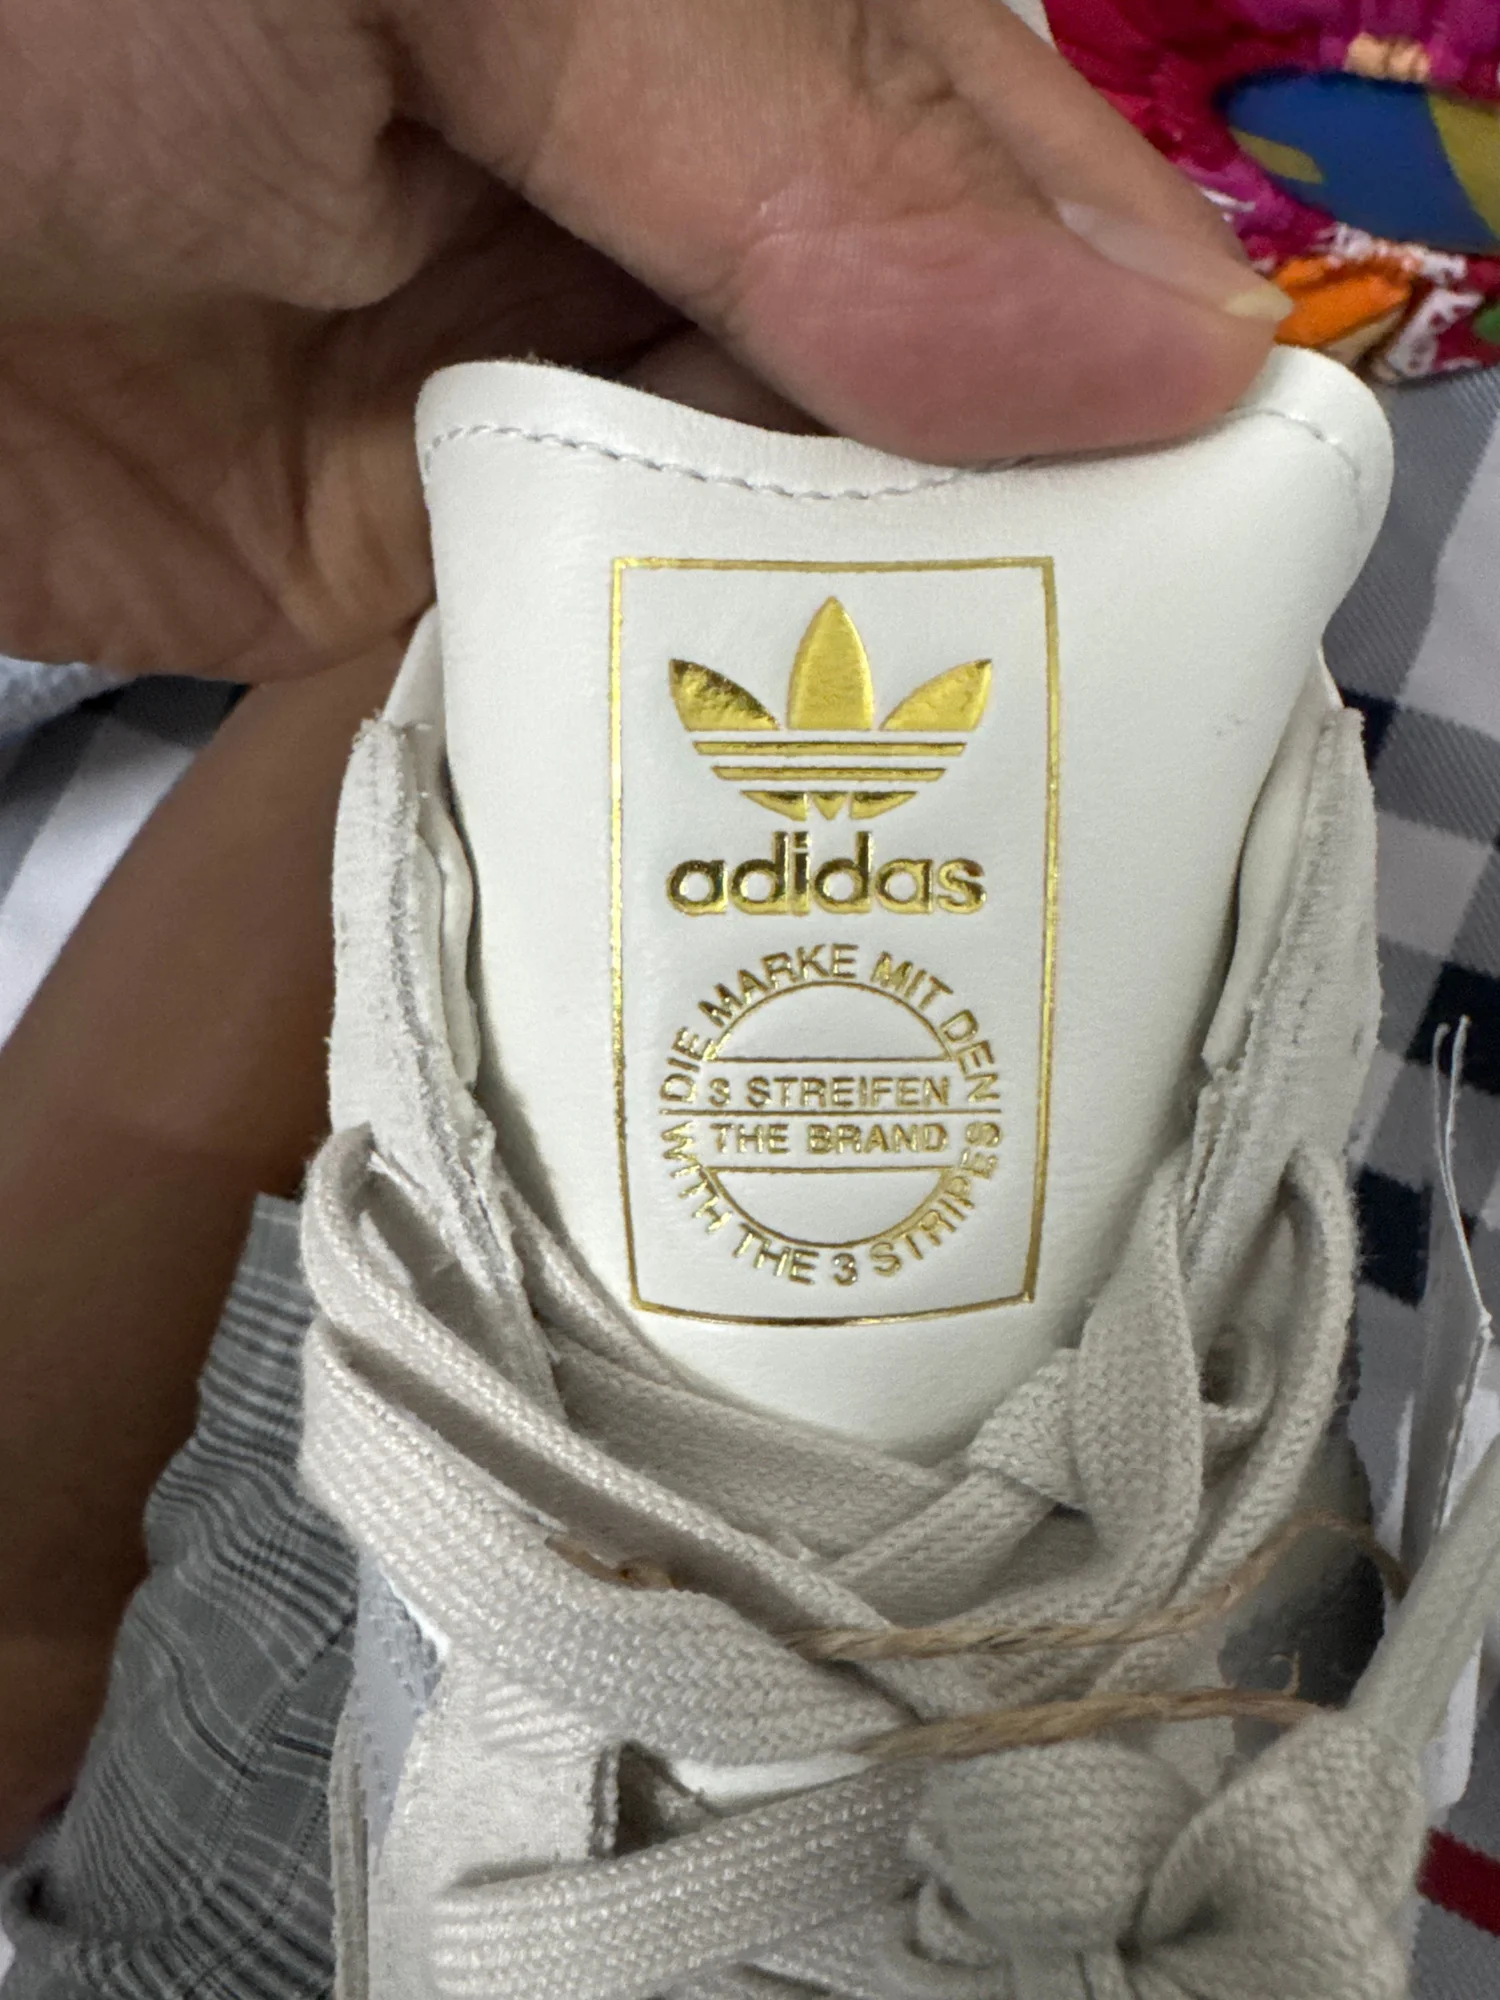 adidas
DIE MARKE MIT DEN
3 STREIFEN
THE BRAND
WITH THE 3 STRIPES